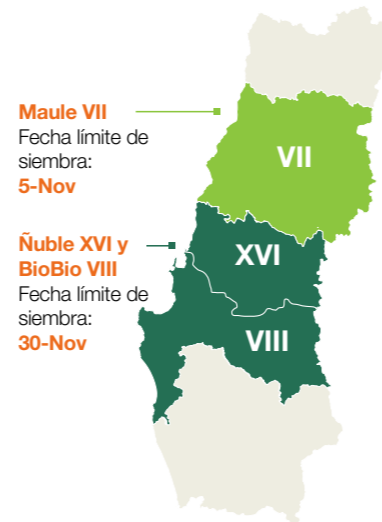 Maule VII
Fecha límite de
siembra:
5-Nov
VII
Ñuble XVI y
BioBio VIII
Fecha límite de
siembra:
30-Nov
XVI
VIII